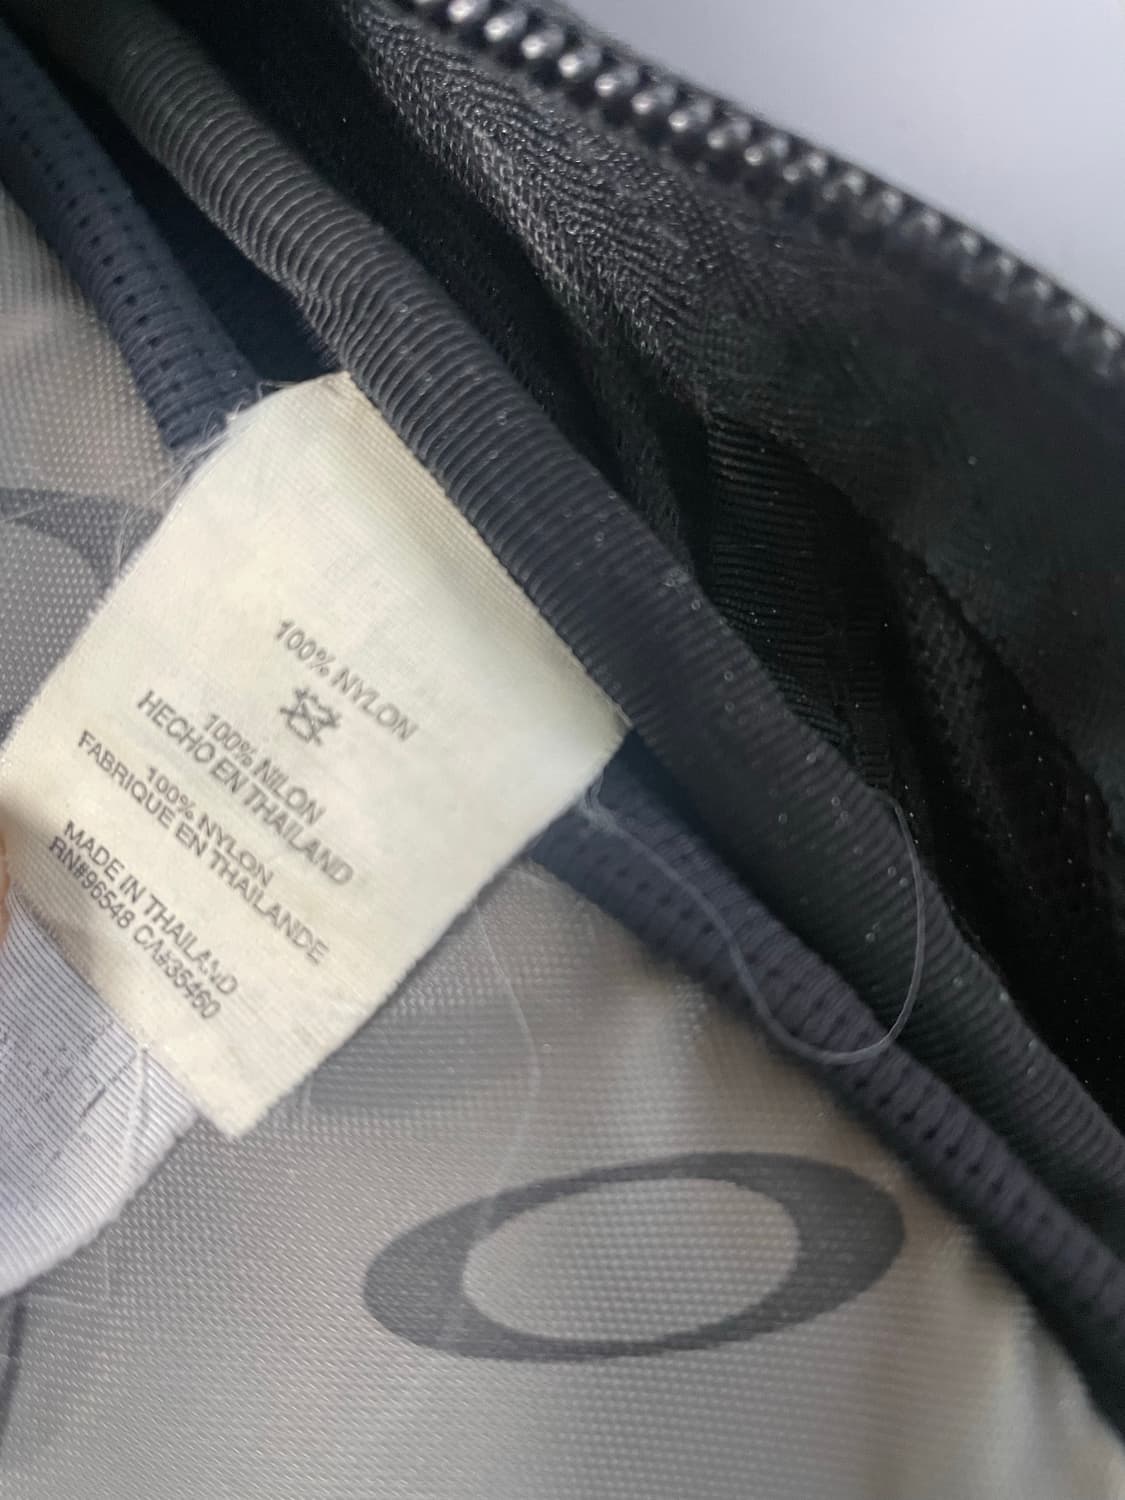 100% NYLON
100% NILON
HECHO EN THAILAND
100% NYLON
FABRIQUE EN THAILANDE
MADE IN THAILAND
RN#96548 CA#35460